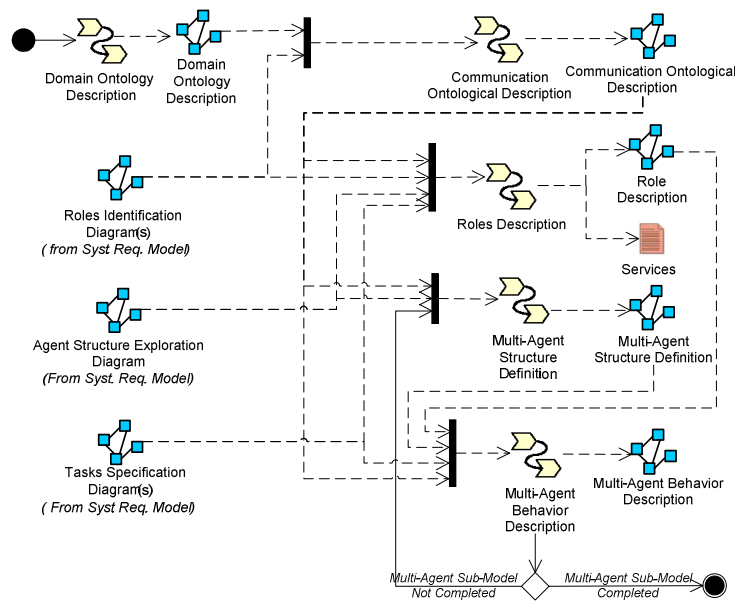 Domain Ontology
Description
Domain
Ontology
Description
Communication
Ontological Description
Communication Ontological
Description
Roles Identification
Diagram(s)
( from Syst Req. Model)
Roles Description
Role
Description
Services
Agent Structure Exploration
Diagram
(From Syst. Req. Model)
Multi-Agent
Structure
Definition
Multi-Agent
Structure Definition
Tasks Specification
Diagram(s)
( From Syst Req. Model)
Multi-Agent
Behavior
Description
Multi-Agent Behavior
Description
Multi-Agent Sub-Model
Not Completed
Multi-Agent Sub-Model
Completed